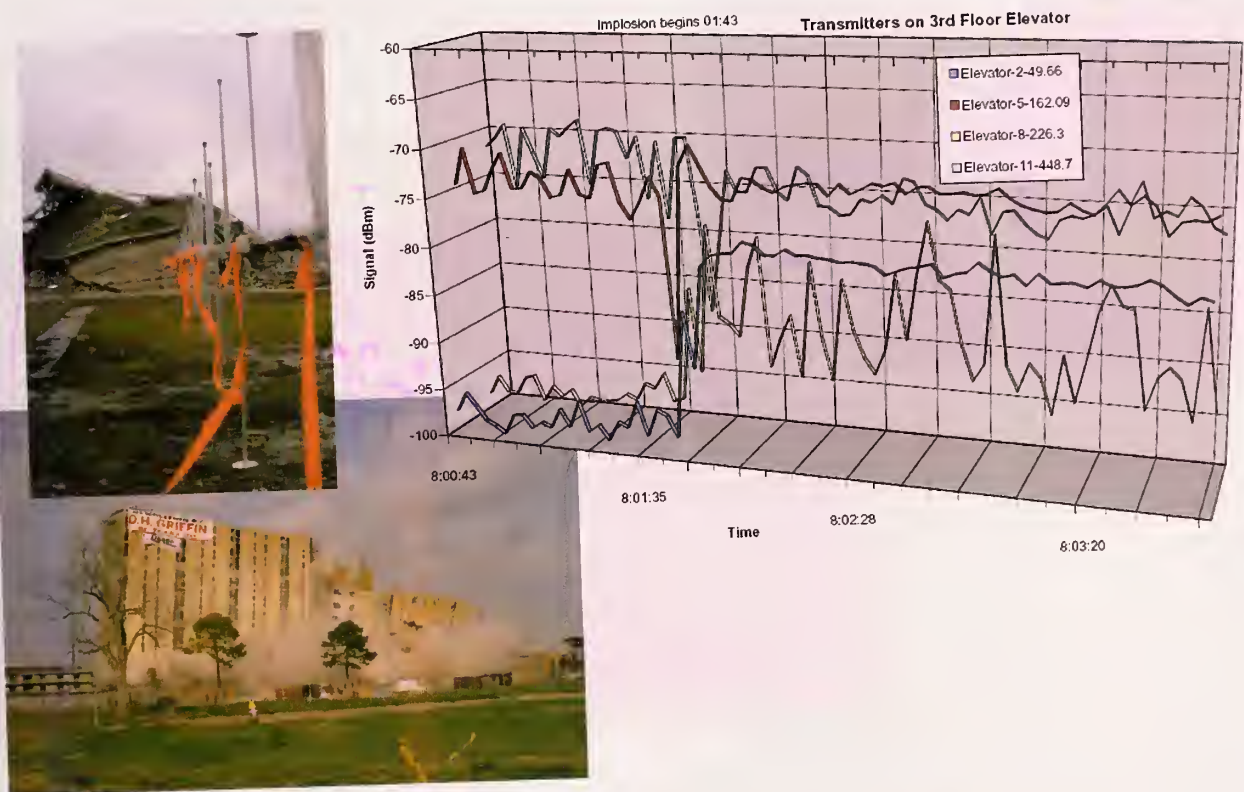 Implosion begins 01:43
Transmitters on 3rd Floor Elevator
Signal (dBm)
-60
-65
-70
-75
-80
-85
-90
-95
-100
Elevator-2-49.66
Elevator-5-162.09
Elevator-8-226.3
Elevator-11-448.7
8:00:43
8:01:35
8:02:28
8:03:20
Time
D.H. GRIFFIN